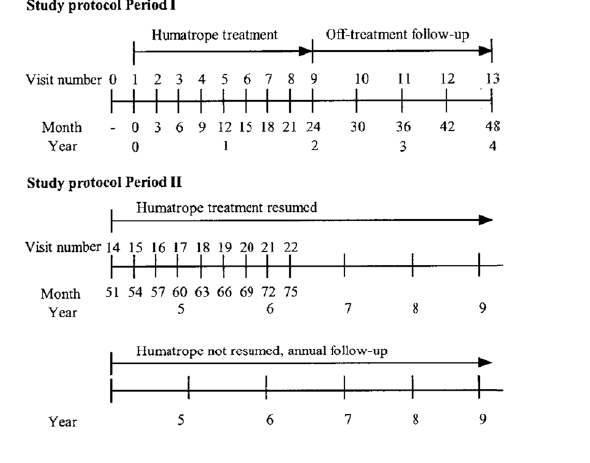 Study protocol Period I
Humatrope treatment Off-treatment follow-up
Visit number 0 1 2 3 4 5 6 7 8 9 10 11 12 13
Month - 0 3 6 9 12 15 18 21 24 30 36 42 48
Year 0 1 2 3 4
Study protocol Period II
Humatrope treatment resumed
Visit number 14 15 16 17 18 19 20 21 22
Month 51 54 57 60 63 66 69 72 75
Year 5 6 7 8 9
Humatrope not resumed, annual follow-up
Year 5 6 7 8 9